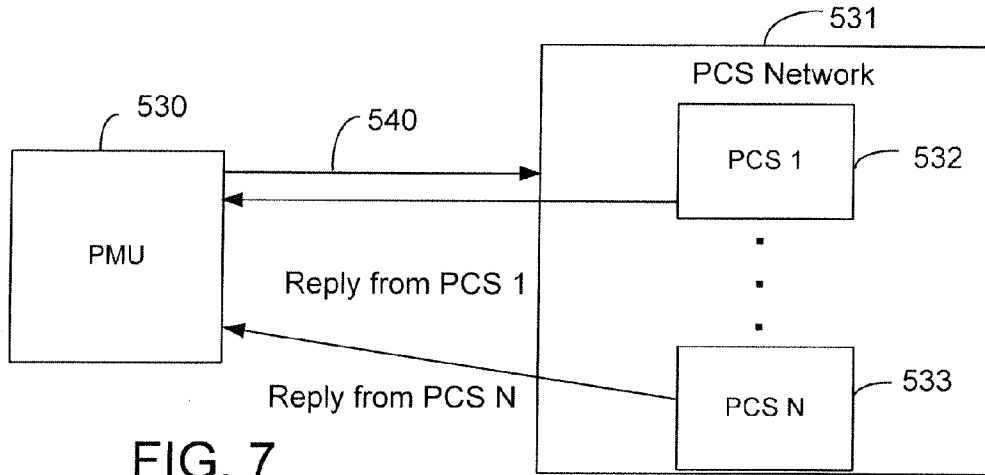 531
PCS Network
530
540
PCS 1
532
PMU
Reply from PCS 1
Reply from PCS N
PCS N
533
FIG. 7